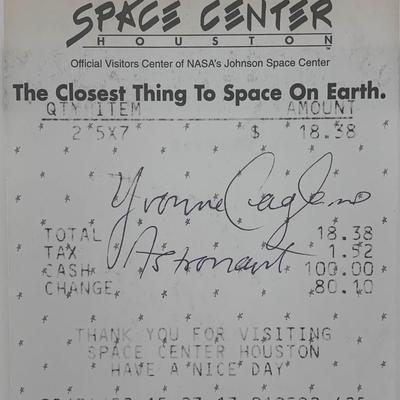 SPACE CENTER
HOUSTON
™
Official Visitors Center of NASA's Johnson Space Center
The Closest Thing To Space On Earth.
QTY ITEM AMOUNT
2 5X7 $ 18.38
Yvonne Cagle
Astronaut
TOTAL 18.38
TAX 1.52
CASH 100.00
CHANGE 80.10
THANK YOU FOR VISITING
SPACE CENTER HOUSTON
HAVE A NICE DAY